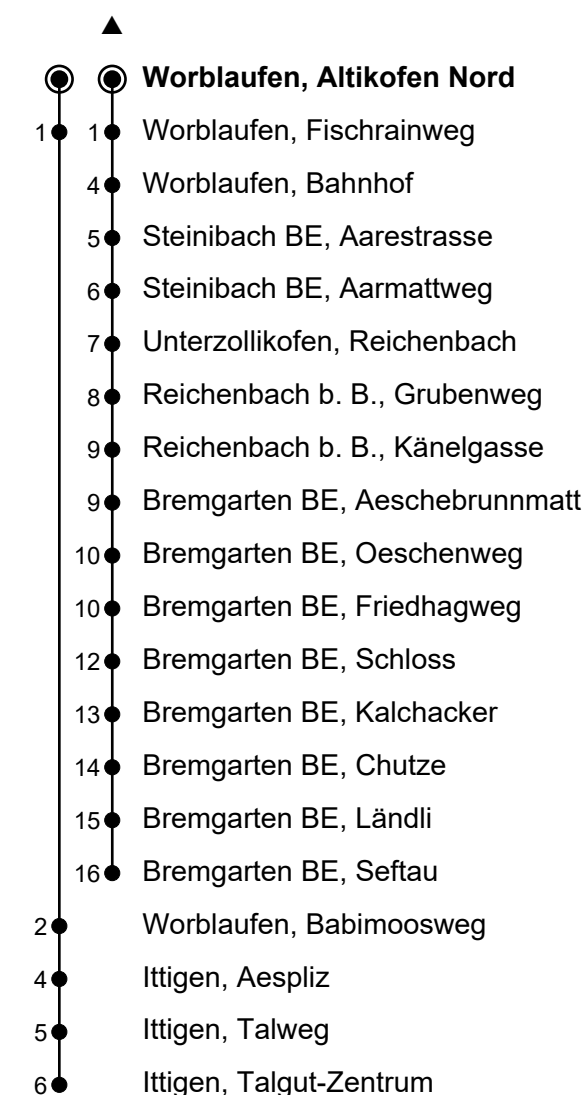 ▲
Worblaufen, Altikofen Nord
1 1 Worblaufen, Fischrainweg
4 Worblaufen, Bahnhof
5 Steinibach BE, Aarestrasse
6 Steinibach BE, Aarmattweg
7 Unterzollikofen, Reichenbach
8 Reichenbach b. B., Grubenweg
9 Reichenbach b. B., Känelgasse
9 Bremgarten BE, Aeschebrunnmatt
10 Bremgarten BE, Oeschenweg
10 Bremgarten BE, Friedhagweg
12 Bremgarten BE, Schloss
13 Bremgarten BE, Kalchacker
14 Bremgarten BE, Chutze
15 Bremgarten BE, Ländli
16 Bremgarten BE, Seftau
2 Worblaufen, Babimoosweg
4 Ittigen, Aespliz
5 Ittigen, Talweg
6 Ittigen, Talgut-Zentrum